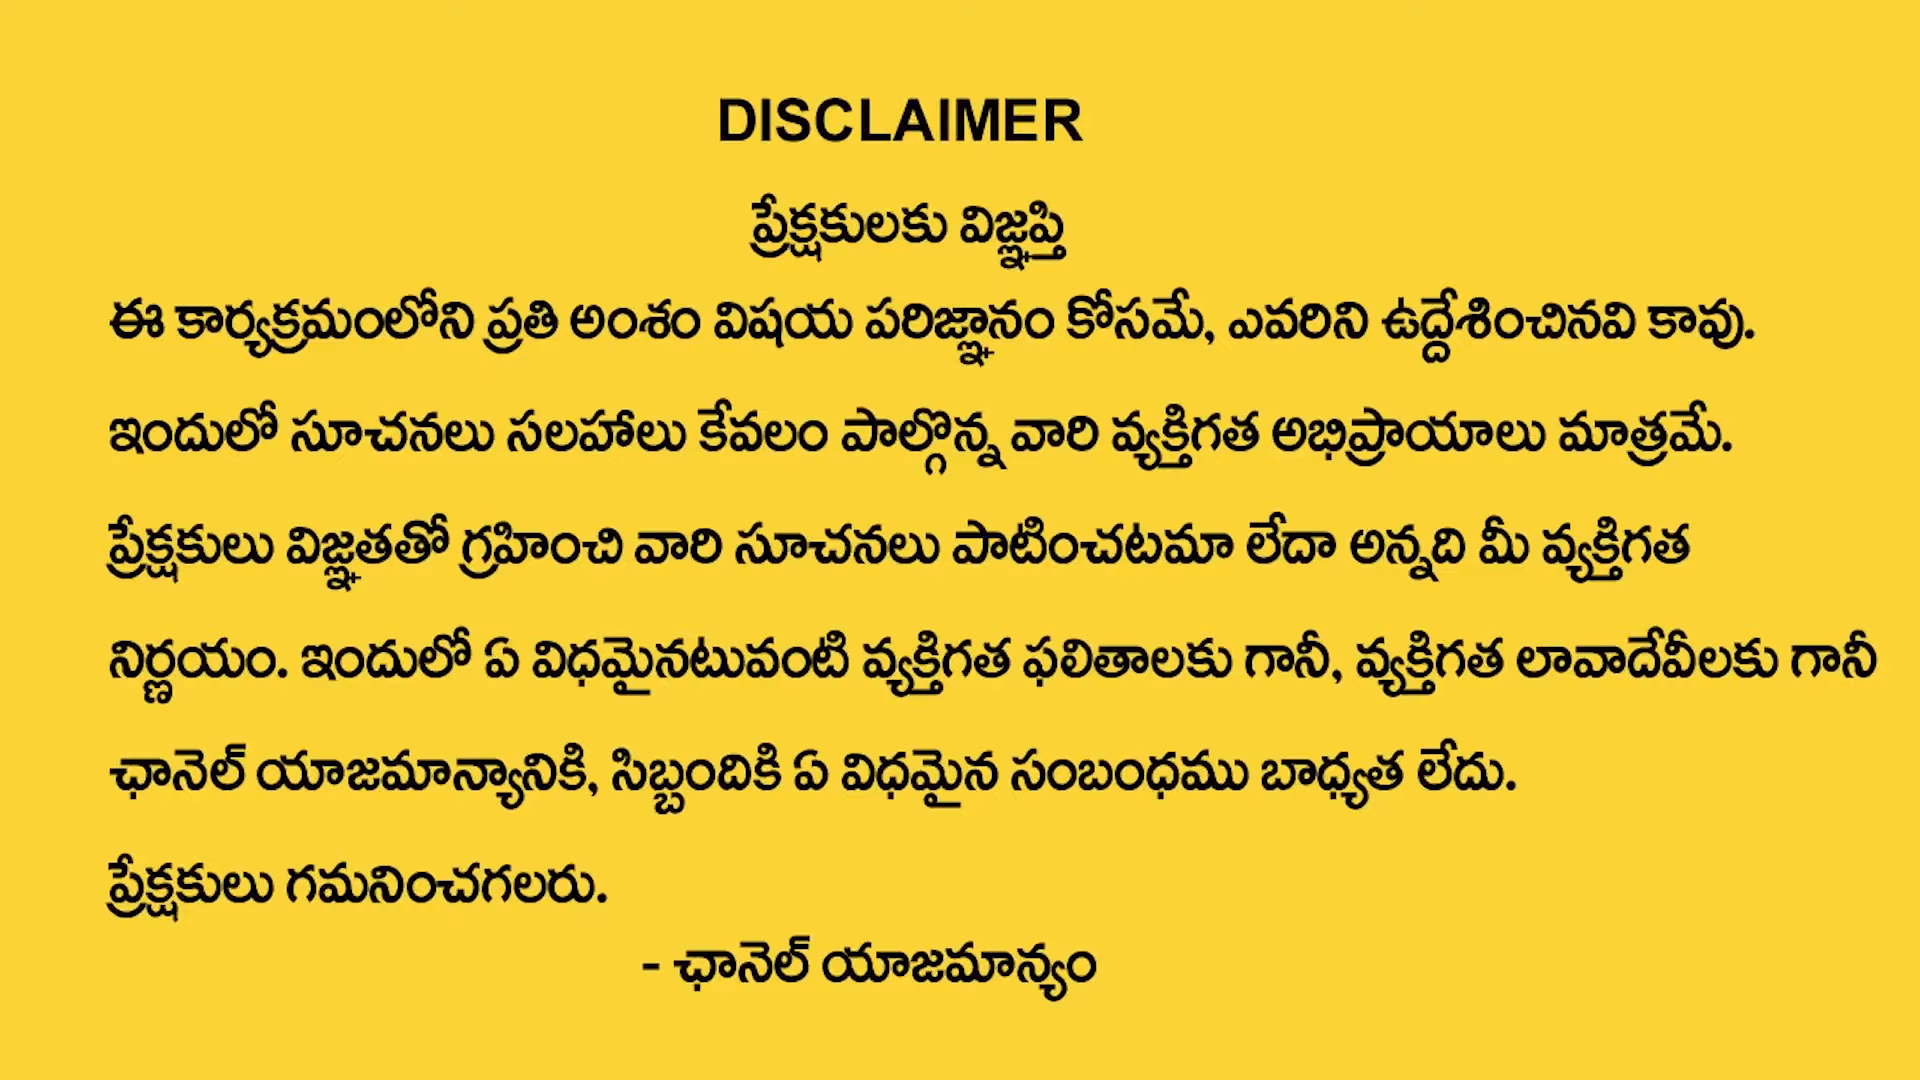 DISCLAIMER
ప్రేక్షకులకు విజ్ఞప్తి
ఈ కార్యక్రమంలోని ప్రతి అంశం విషయ పరిజ్ఞానం కోసమే, ఎవరిని ఉద్దేశించినవి కావు.
ఇందులో సూచనలు సలహాలు కేవలం పాల్గొన్న వారి వ్యక్తిగత అభిప్రాయాలు మాత్రమే.
ప్రేక్షకులు విజ్ఞతతో గ్రహించి వారి సూచనలు పాటించటమా లేదా అన్నది మీ వ్యక్తిగత
నిర్ణయం. ఇందులో ఏ విధమైనటువంటి వ్యక్తిగత ఫలితాలకు గానీ, వ్యక్తిగత లావాదేవీలకు గానీ
ఛానెల్ యాజమాన్యానికి, సిబ్బందికి ఏ విధమైన సంబంధము బాధ్యత లేదు.
ప్రేక్షకులు గమనించగలరు.
- ఛానెల్ యాజమాన్యం